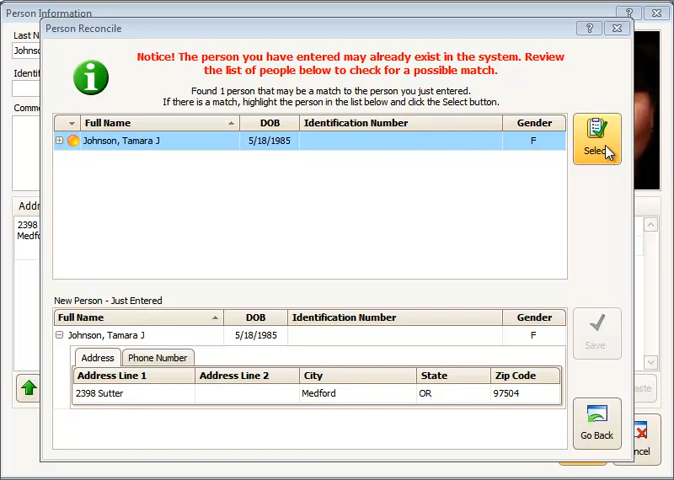 Person Information
Person Reconcile
Last N
Johns
Identif
Comme
Addr
2398
Medfo
Notice! The person you have entered may already exist in the system. Review
the list of people below to check for a possible match.
Found 1 person that may be a match to the person you just entered.
If there is a match, highlight the person in the list below and click the Select button.
Full Name DOB Identification Number Gender
Johnson, Tamara J 5/18/1985 F
Select
New Person - Just Entered
Full Name DOB Identification Number Gender
Johnson, Tamara J 5/18/1985 F
Address Phone Number
Address Line 1 Address Line 2 City State Zip Code
2398 Sutter Medford OR 97504
Save
Go Back
aste
ncel